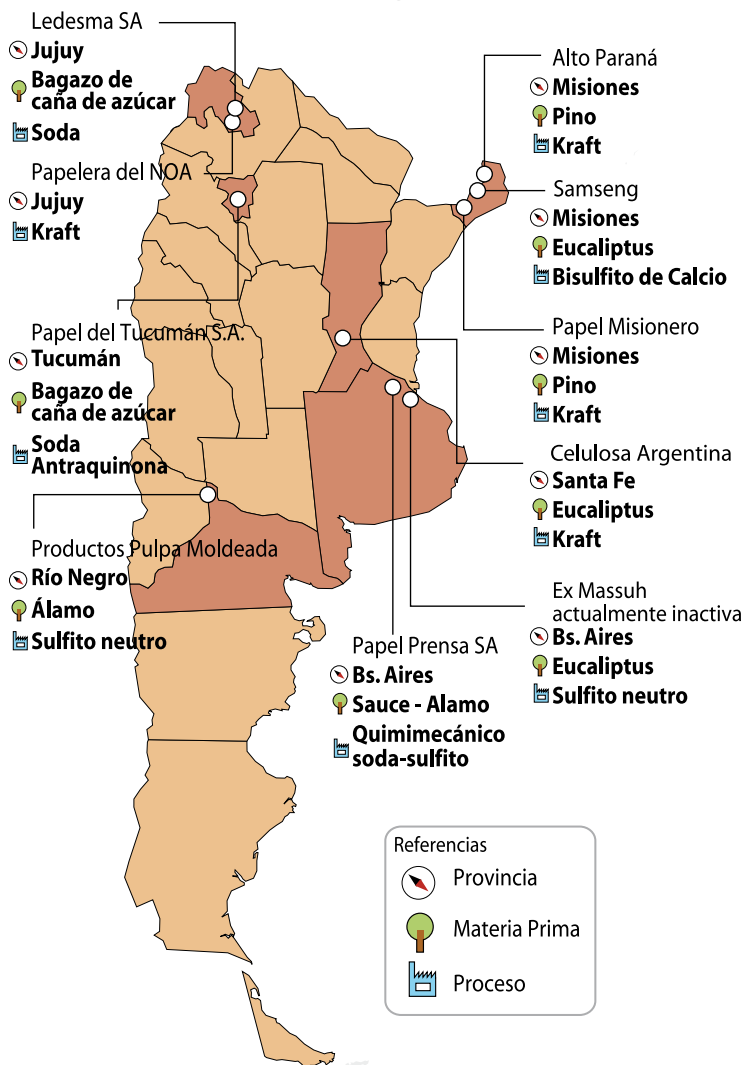 Ledesma SA
Jujuy
Bagazo de
caña de azúcar
Soda
Papelera del NOA
Jujuy
Kraft
Papel del Tucumán S.A.
Tucumán
Bagazo de
caña de azúcar
Soda
Antraquinona
Productos Pulpa Moldeada
Río Negro
Álamo
Sulfito neutro
Alto Paraná
Misiones
Pino
Kraft
Samseng
Misiones
Eucaliptus
Bisulfito de Calcio
Papel Misionero
Misiones
Pino
Kraft
Celulosa Argentina
Santa Fe
Eucaliptus
Kraft
Ex Massuh
actualmente inactiva
Bs. Aires
Eucaliptus
Sulfito neutro
Papel Prensa SA
Bs. Aires
Sauce - Alamo
Quimimecánico
soda-sulfito
Referencias
Provincia
Materia Prima
Proceso